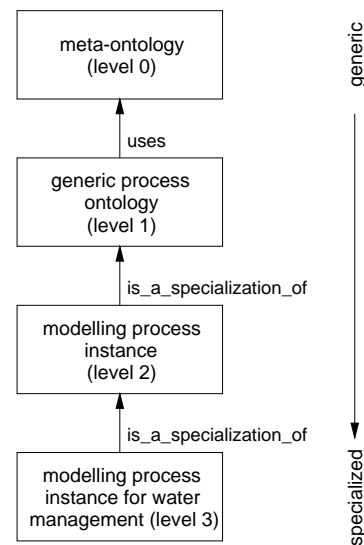 meta-ontology
(level 0)
uses
generic process
ontology
(level 1)
is_a_specialization_of
modelling process
instance
(level 2)
is_a_specialization_of
modelling process
instance for water
management (level 3)
generic
specialized